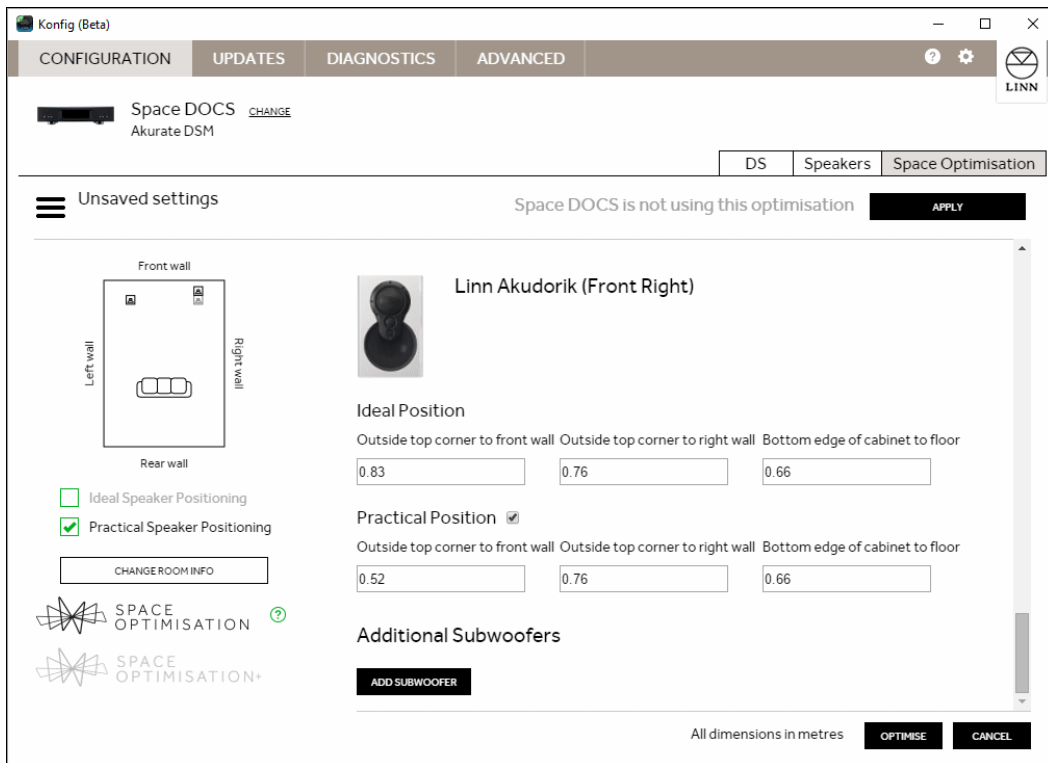 Konfig (Beta)
CONFIGURATION UPDATES DIAGNOSTICS ADVANCED
LINN
Space DOCS CHANGE
Akurate DSM
DS Speakers Space Optimisation
Unsaved settings
Space DOCS is not using this optimisation APPLY
Front wall
Left wall
Right wall
Rear wall
Ideal Speaker Positioning
Practical Speaker Positioning
CHANGE ROOM INFO
SPACE
OPTIMISATION ?
SPACE
OPTIMISATION+
Linn Akudorik (Front Right)
Ideal Position
Outside top corner to front wall Outside top corner to right wall Bottom edge of cabinet to floor
0.83 0.76 0.66
Practical Position
Outside top corner to front wall Outside top corner to right wall Bottom edge of cabinet to floor
0.52 0.76 0.66
Additional Subwoofers
ADD SUBWOOFER
All dimensions in metres OPTIMISE CANCEL